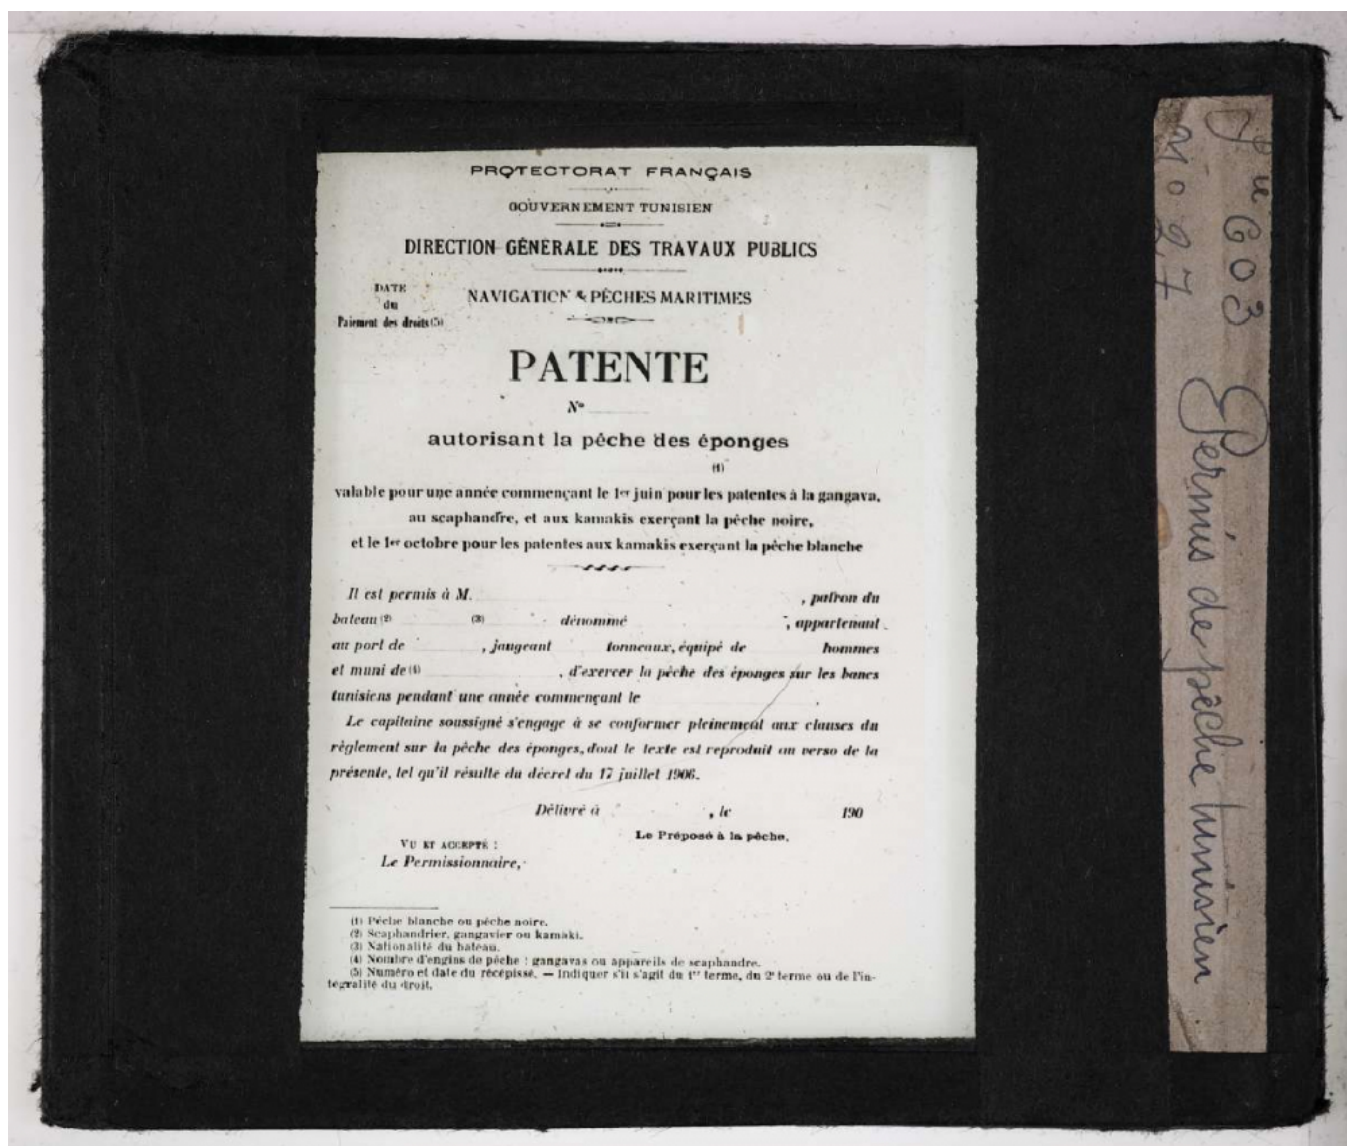 PROTECTORAT FRANÇAIS
GOUVERNEMENT TUNISIEN
DIRECTION GÉNÉRALE DES TRAVAUX PUBLICS
NAVIGATION & PÊCHES MARITIMES
DATE
du
Paiement des droits (5)
PATENTE
No
autorisant la pêche des éponges
(1)
valable pour une année commençant le 1er juin pour les patentes à la gangava,
au scaphandre, et aux kamakis exerçant la pêche noire,
et le 1er octobre pour les patentes aux kamakis exerçant la pêche blanche
Il est permis à M. , patron du
bateau (2) (3) dénommé , appartenant
au port de , jaugeant tonneaux, équipé de hommes
et muni de (4) , d'exercer la pêche des éponges sur les bancs
tunisiens pendant une année commençant le .
Le capitaine soussigné s'engage à se conformer pleinement aux clauses du
règlement sur la pêche des éponges, dont le texte est reproduit au verso de la
présente, tel qu'il résulte du décret du 17 juillet 1906.
Délivré à , le 190
Le Préposé à la pêche,
VU ET ACCEPTÉ :
Le Permissionnaire,
(1) Pêche blanche ou pêche noire.
(2) Scaphandrier, gangavier ou kamaki.
(3) Nationalité du bateau.
(4) Nombre d'engins de pêche : gangavas ou appareils de scaphandre.
(5) Numéro et date du récépissé. — Indiquer s'il s'agit du 1er terme, du 2e terme ou de l'in-
tégralité du droit.
603 Permis de pêche tunisien